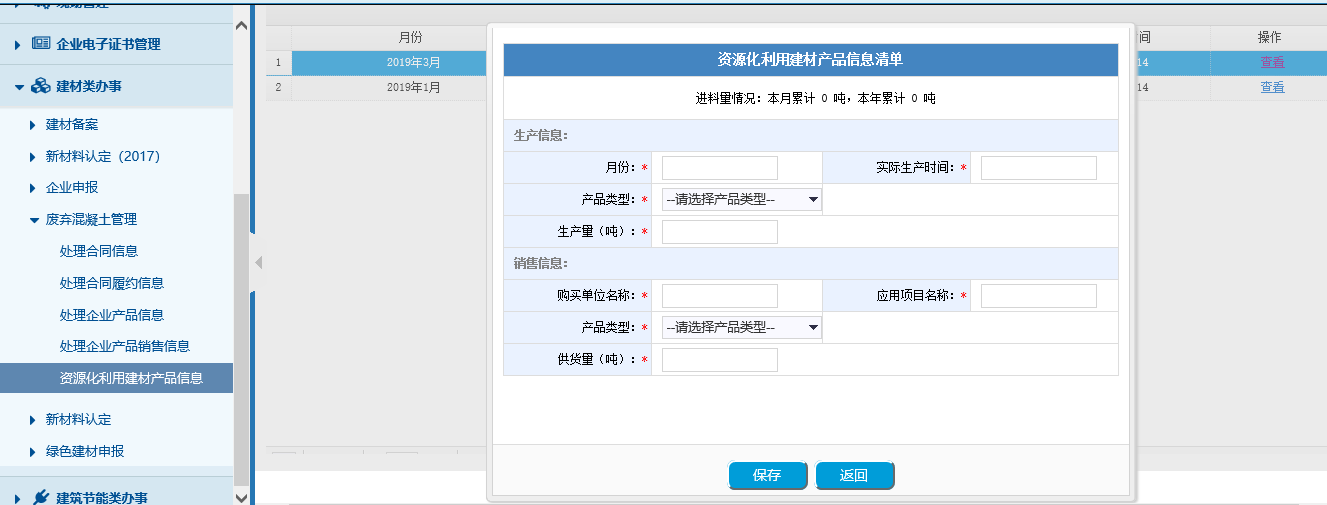 企业电子证书管理
建材类办事
建材备案
新材料认定（2017）
企业申报
废弃混凝土管理
处理合同信息
处理合同履约信息
处理企业产品信息
处理企业产品销售信息
资源化利用建材产品信息
新材料认定
绿色建材申报
建筑节能类办事
月份 间 操作
1 2019年3月 14 查看
2 2019年1月 14 查看
资源化利用建材产品信息清单
进料量情况：本月累计 0 吨，本年累计 0 吨
生产信息：
月份：* 实际生产时间：*
产品类型：* --请选择产品类型--
生产量（吨）：*
销售信息：
购买单位名称：* 应用项目名称：*
产品类型：* --请选择产品类型--
供货量（吨）：*
保存 返回